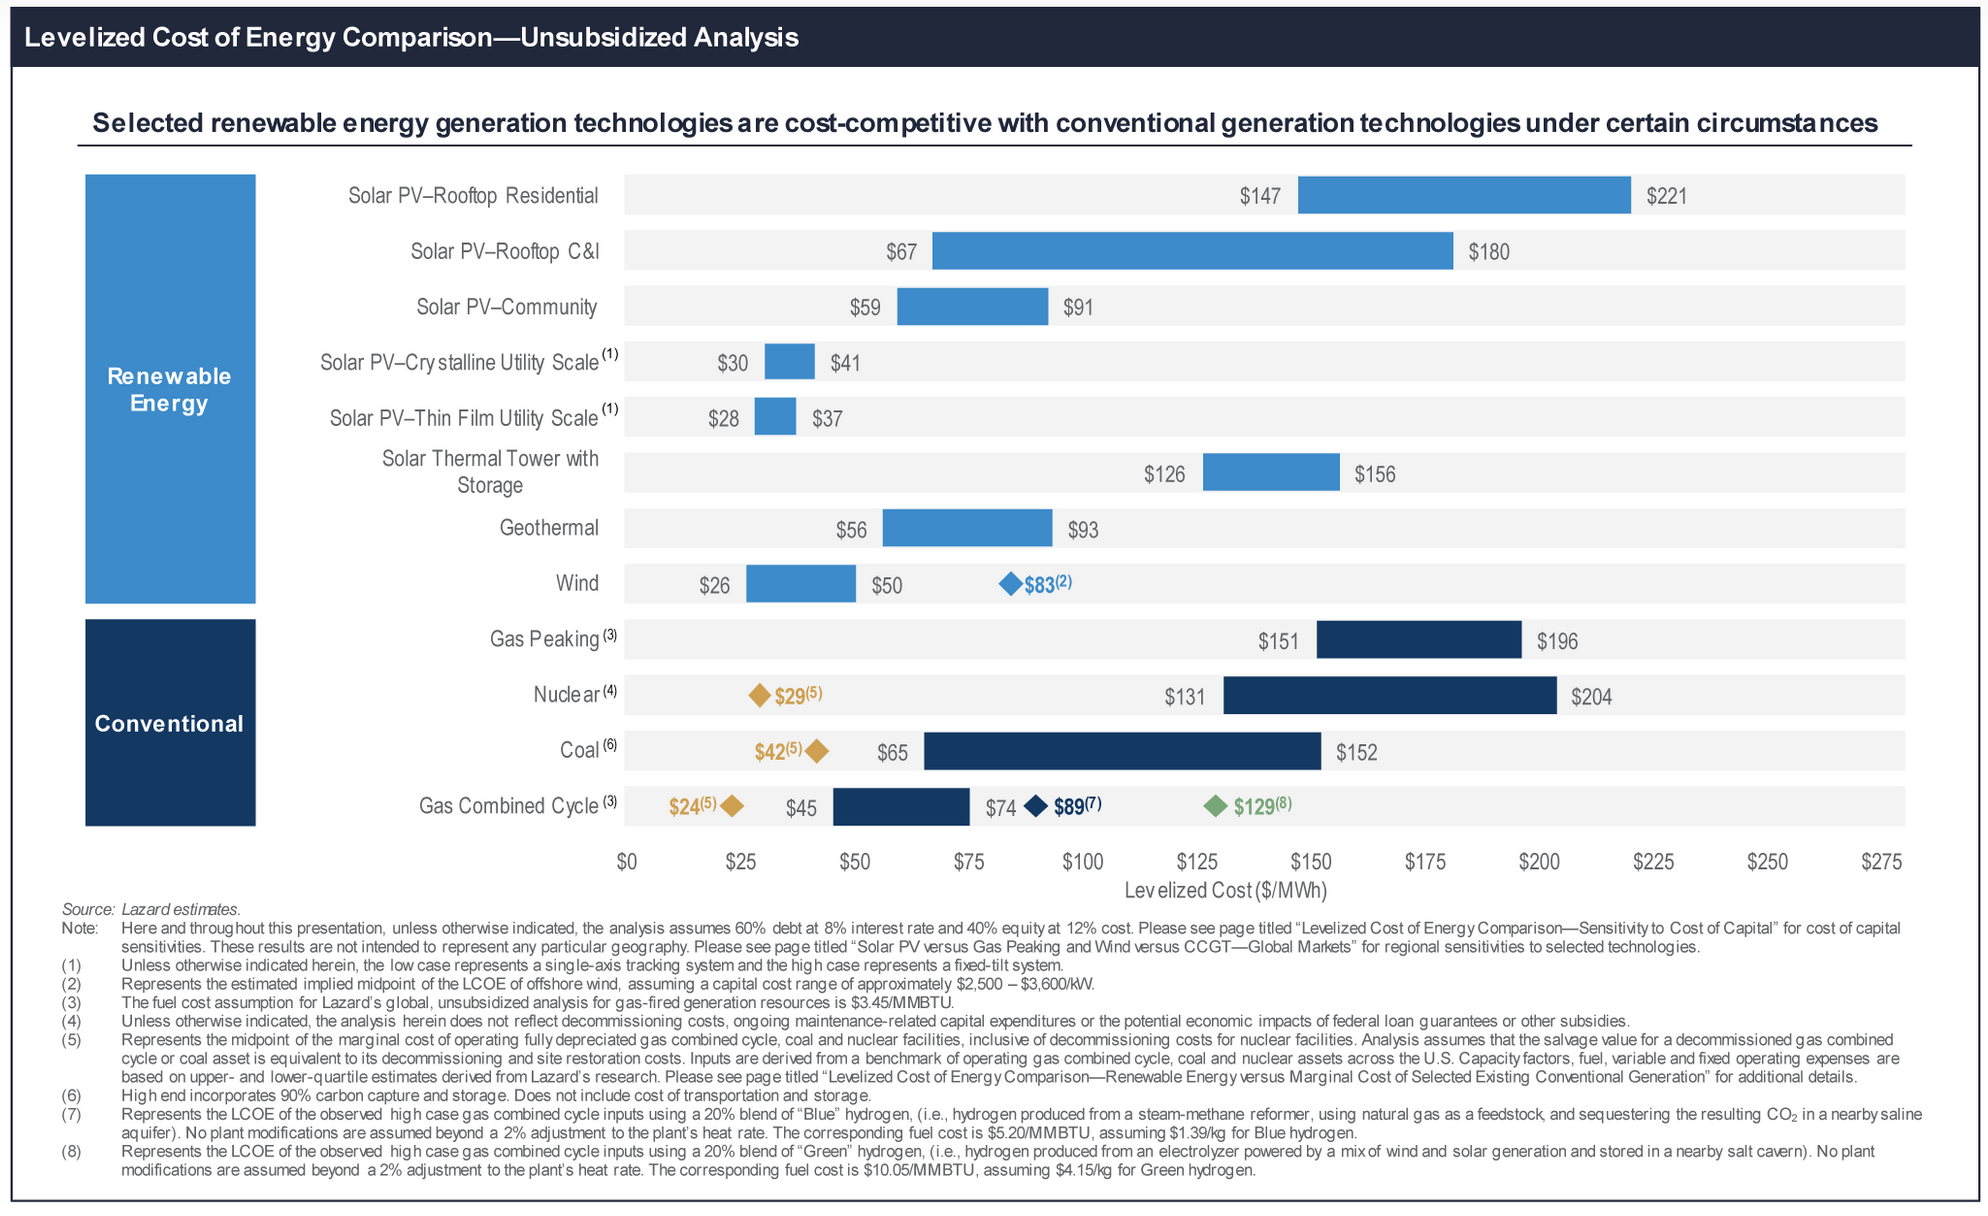 Levelized Cost of Energy Comparison—Unsubsidized Analysis
Selected renewable energy generation technologies are cost-competitive with conventional generation technologies under certain circumstances
Renewable
Energy
Solar PV–Rooftop Residential $147 $221
Solar PV–Rooftop C&I $67 $180
Solar PV–Community $59 $91
Solar PV–Crystalline Utility Scale (1) $30 $41
Solar PV–Thin Film Utility Scale (1) $28 $37
Solar Thermal Tower with
Storage $126 $156
Geothermal $56 $93
Wind $26 $50 $83(2)
Conventional
Gas Peaking (3) $151 $196
Nuclear (4) $29(5) $131 $204
Coal (6) $42(5) $65 $152
Gas Combined Cycle (3) $24(5) $45 $74 $89(7) $129(8)
$0 $25 $50 $75 $100 $125 $150 $175 $200 $225 $250 $275
Levelized Cost ($/MWh)
Source: Lazard estimates.
Note: Here and throughout this presentation, unless otherwise indicated, the analysis assumes 60% debt at 8% interest rate and 40% equity at 12% cost. Please see page titled “Levelized Cost of Energy Comparison—Sensitivity to Cost of Capital” for cost of capital
sensitivities. These results are not intended to represent any particular geography. Please see page titled “Solar PV versus Gas Peaking and Wind versus CCGT—Global Markets” for regional sensitivities to selected technologies.
(1) Unless otherwise indicated herein, the low case represents a single-axis tracking system and the high case represents a fixed-tilt system.
(2) Represents the estimated implied midpoint of the LCOE of offshore wind, assuming a capital cost range of approximately $2,500 – $3,600/kW.
(3) The fuel cost assumption for Lazard’s global, unsubsidized analysis for gas-fired generation resources is $3.45/MMBTU.
(4) Unless otherwise indicated, the analysis herein does not reflect decommissioning costs, ongoing maintenance-related capital expenditures or the potential economic impacts of federal loan guarantees or other subsidies.
(5) Represents the midpoint of the marginal cost of operating fully depreciated gas combined cycle, coal and nuclear facilities, inclusive of decommissioning costs for nuclear facilities. Analysis assumes that the salvage value for a decommissioned gas combined
cycle or coal asset is equivalent to its decommissioning and site restoration costs. Inputs are derived from a benchmark of operating gas combined cycle, coal and nuclear assets across the U.S. Capacity factors, fuel, variable and fixed operating expenses are
based on upper- and lower-quartile estimates derived from Lazard’s research. Please see page titled “Levelized Cost of Energy Comparison—Renewable Energy versus Marginal Cost of Selected Existing Conventional Generation” for additional details.
(6) High end incorporates 90% carbon capture and storage. Does not include cost of transportation and storage.
(7) Represents the LCOE of the observed high case gas combined cycle inputs using a 20% blend of “Blue” hydrogen, (i.e., hydrogen produced from a steam-methane reformer, using natural gas as a feedstock, and sequestering the resulting CO₂ in a nearby saline
aquifer). No plant modifications are assumed beyond a 2% adjustment to the plant’s heat rate. The corresponding fuel cost is $5.20/MMBTU, assuming $1.39/kg for Blue hydrogen.
(8) Represents the LCOE of the observed high case gas combined cycle inputs using a 20% blend of “Green” hydrogen, (i.e., hydrogen produced from an electrolyzer powered by a mix of wind and solar generation and stored in a nearby salt cavern). No plant
modifications are assumed beyond a 2% adjustment to the plant’s heat rate. The corresponding fuel cost is $10.05/MMBTU, assuming $4.15/kg for Green hydrogen.